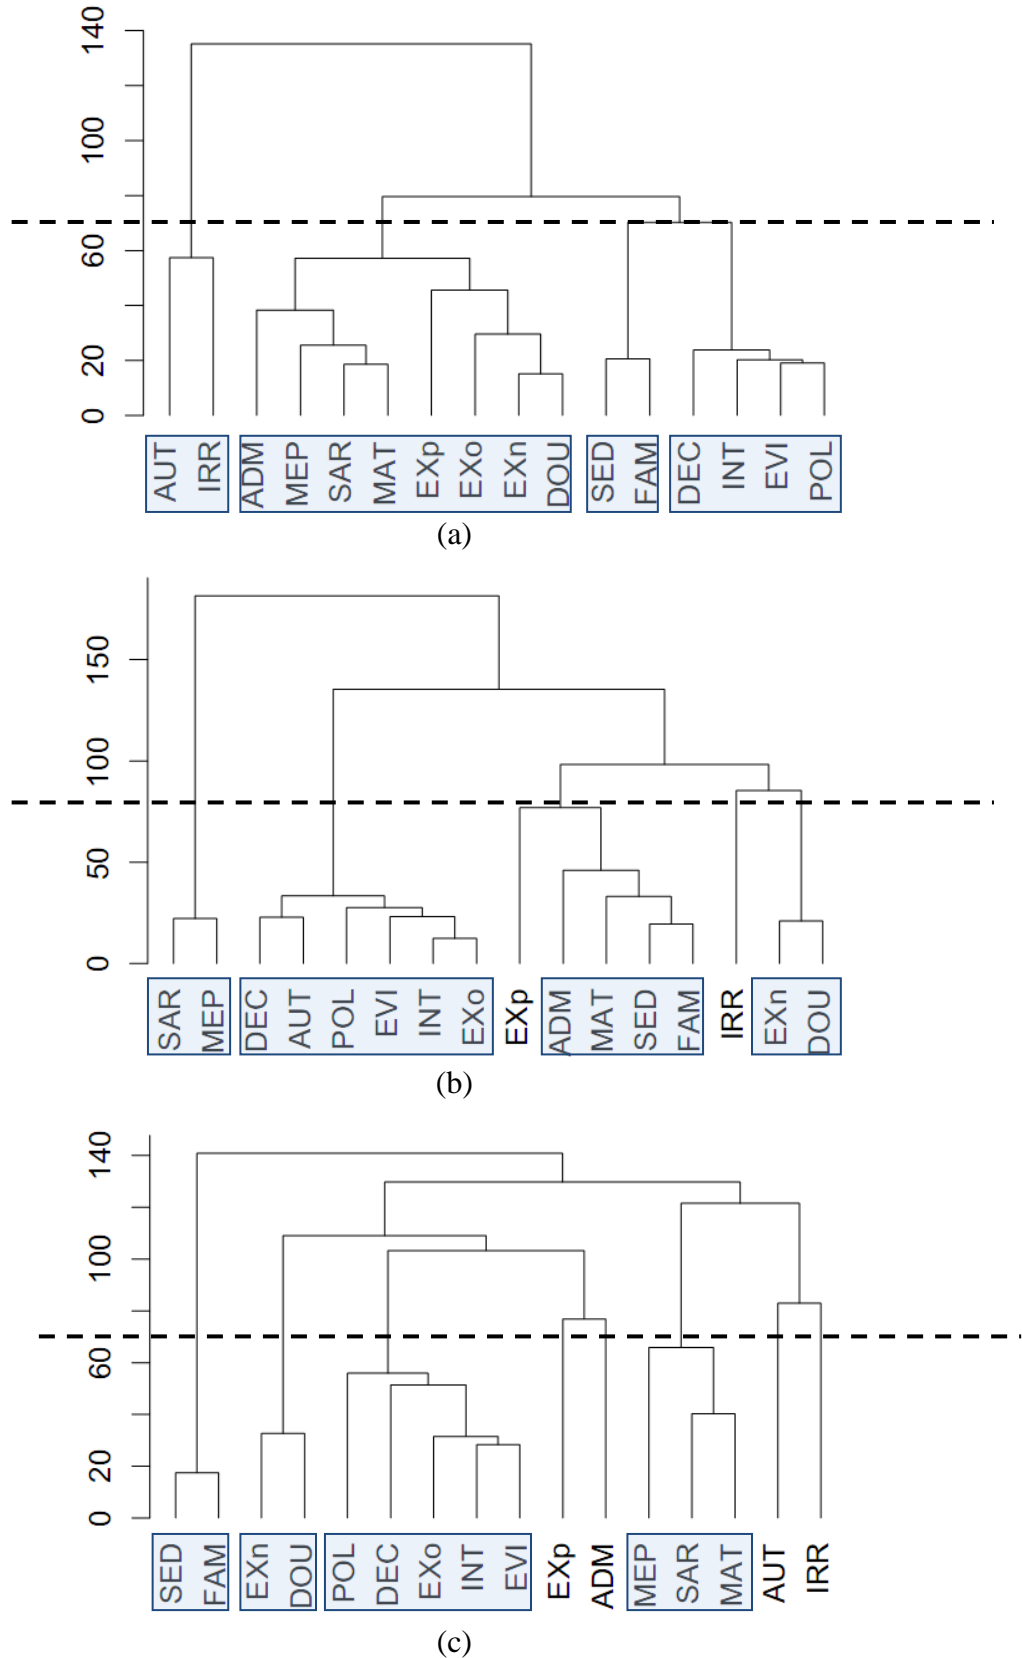 140
100
60
20
0
AUT IRR ADM MEP SAR MAT EXp EXo EXn DOU SED FAM DEC INT EVI POL
(a)
150
100
50
0
SAR MEP DEC AUT POL EVI INT EXo EXp ADM MAT SED FAM IRR EXn DOU
(b)
140
100
60
20
0
SED FAM EXn DOU POL DEC EXo INT EVI EXp ADM MEP SAR MAT AUT IRR
(c)